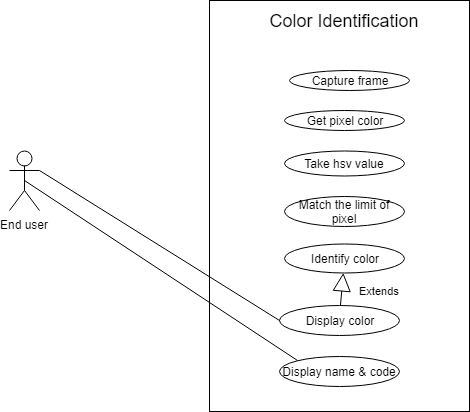 Color Identification
Capture frame
Get pixel color
Take hsv value
Match the limit of
pixel
End user
Identify color
Extends
Display color
Display name & code